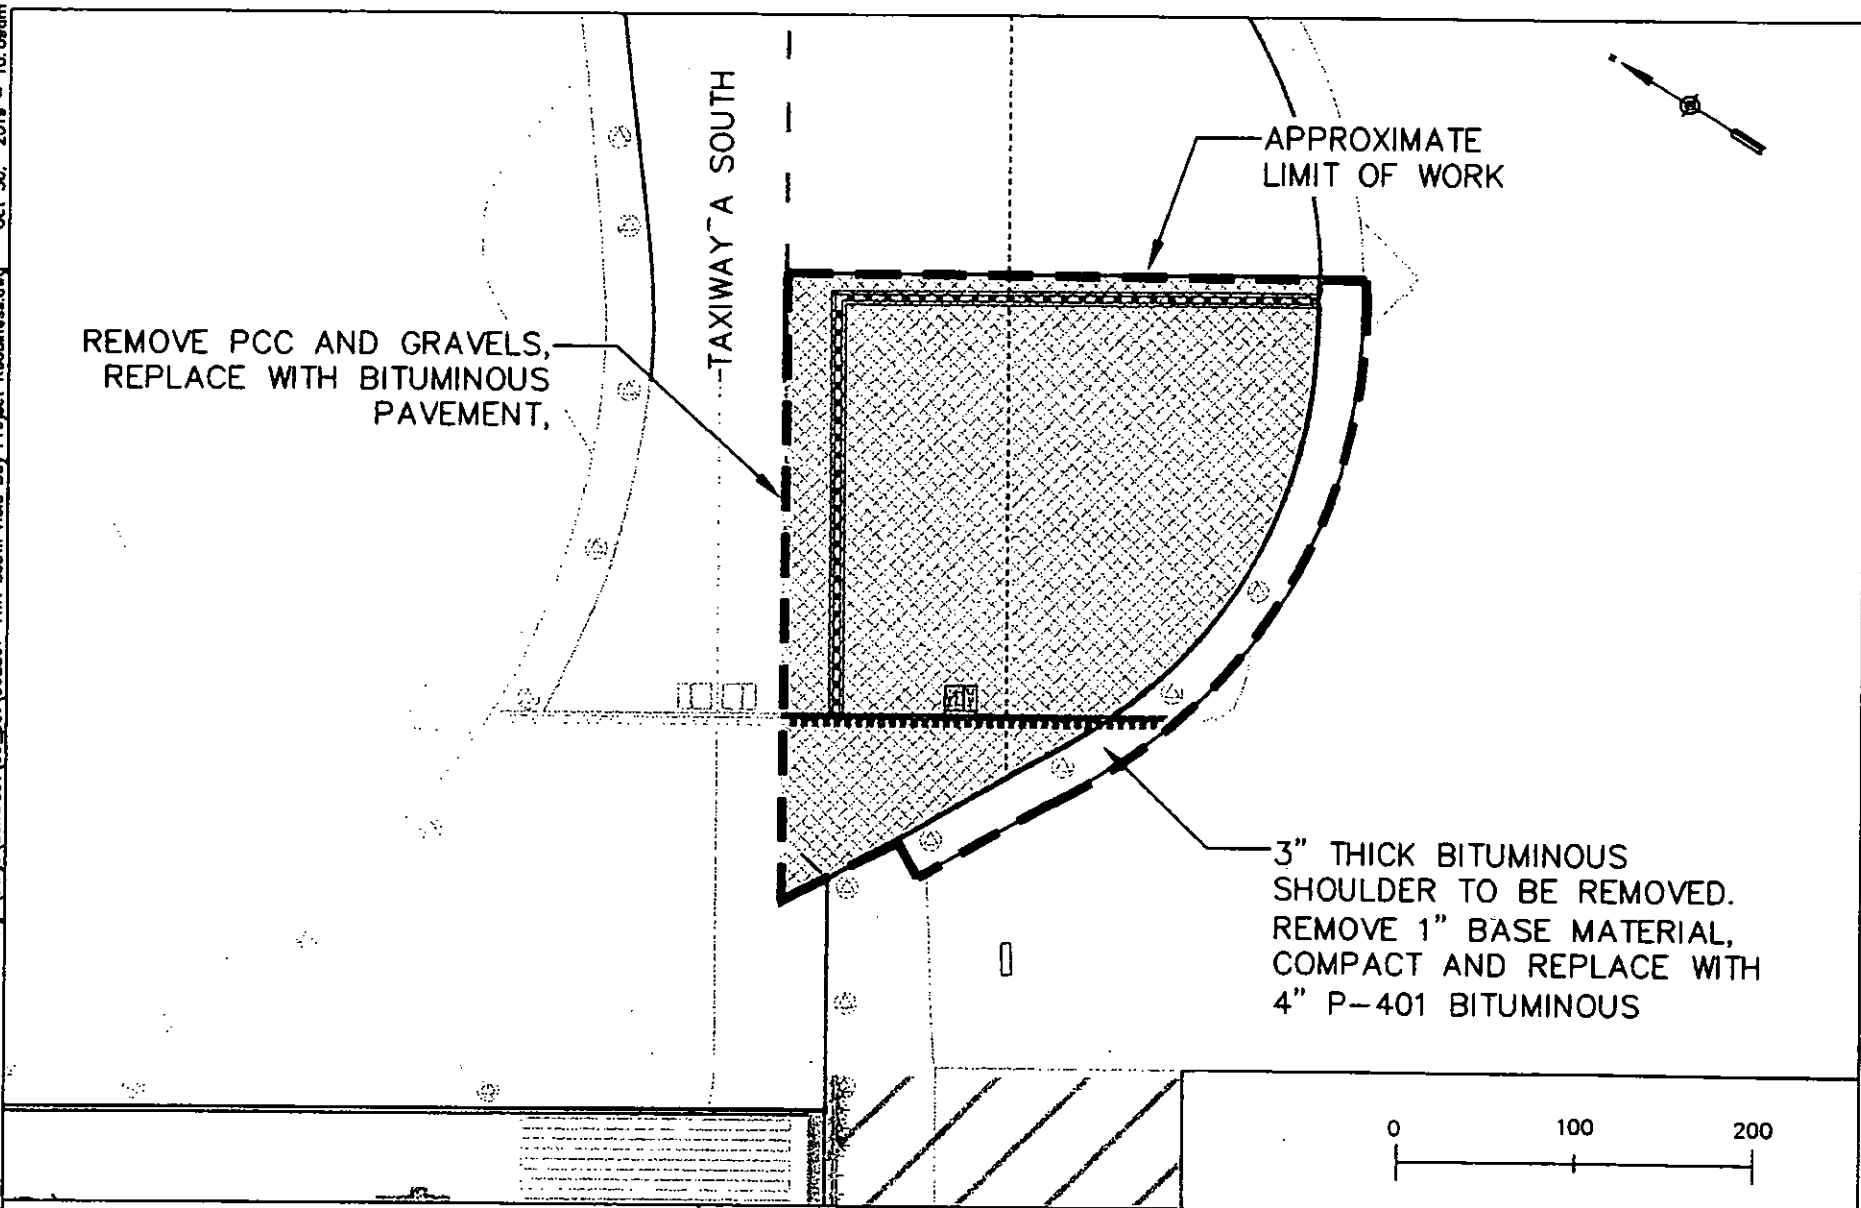 TAXIWAY A SOUTH
APPROXIMATE
LIMIT OF WORK
REMOVE PCC AND GRAVELS,
REPLACE WITH BITUMINOUS
PAVEMENT,
3" THICK BITUMINOUS
SHOULDER TO BE REMOVED.
REMOVE 1" BASE MATERIAL,
COMPACT AND REPLACE WITH
4" P-401 BITUMINOUS
0 100 200